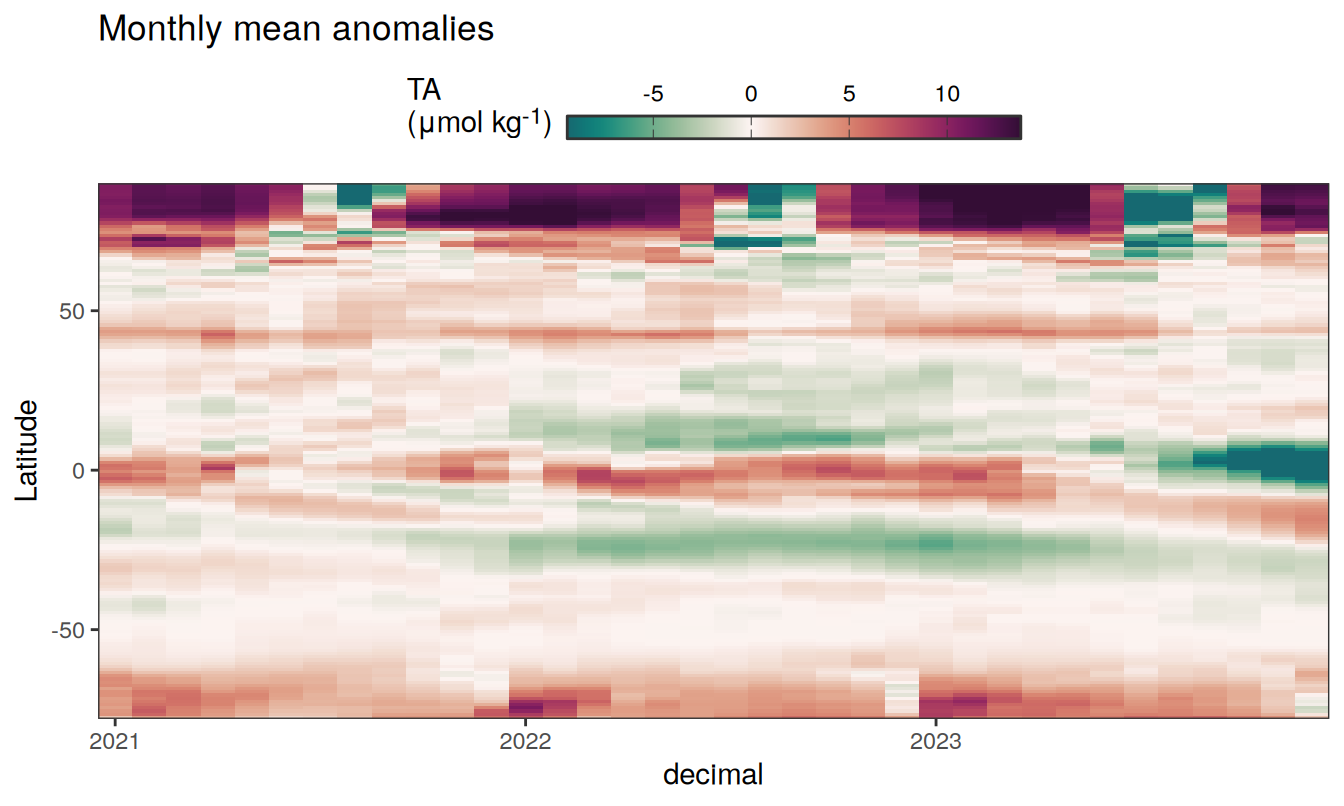 Monthly mean anomalies
TA
(µmol kg⁻¹)
-5 0 5 10
Latitude
50
0
-50
2021 2022 2023
decimal